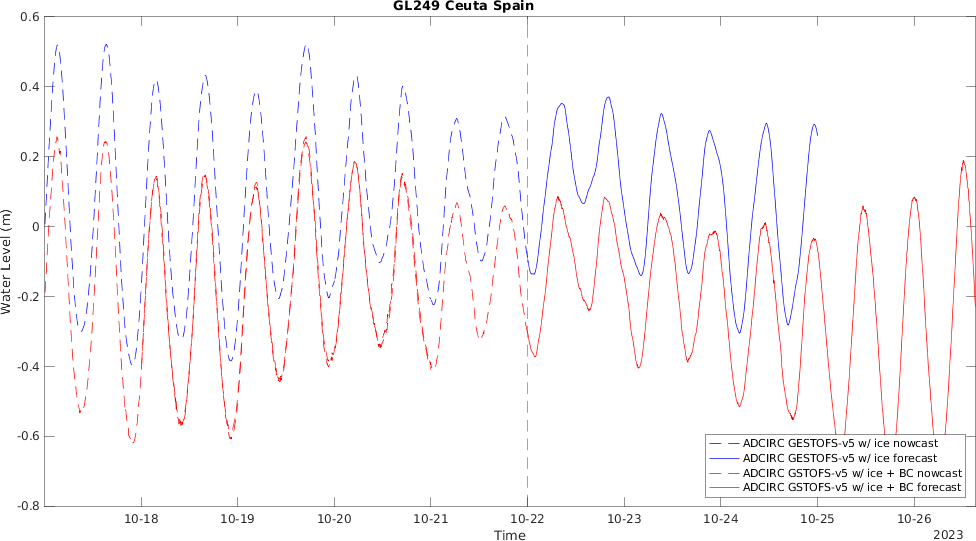 GL249 Ceuta Spain
0.6
0.4
0.2
0
-0.2
-0.4
-0.6
-0.8
Water Level (m)
ADCIRC GESTOFS-v5 w/ ice nowcast
ADCIRC GESTOFS-v5 w/ ice forecast
ADCIRC GSTOFS-v5 w/ ice + BC nowcast
ADCIRC GSTOFS-v5 w/ ice + BC forecast
10-18 10-19 10-20 10-21 10-22 10-23 10-24 10-25 10-26
Time
2023